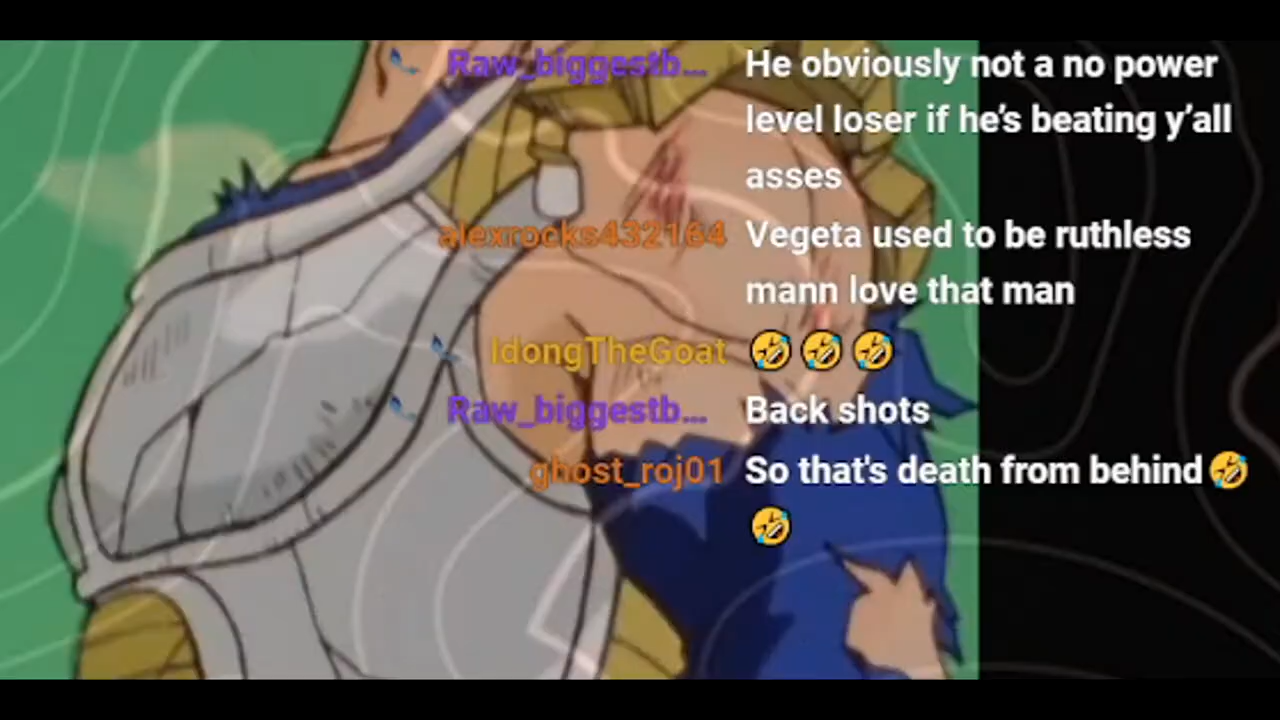 Raw_biggestb... He obviously not a no power
level loser if he's beating y'all
asses
alexrocks432164 Vegeta used to be ruthless
mann love that man
IdongTheGoat 🤣🤣🤣
Raw_biggestb... Back shots
ghost_roj01 So that's death from behind🤣
🤣